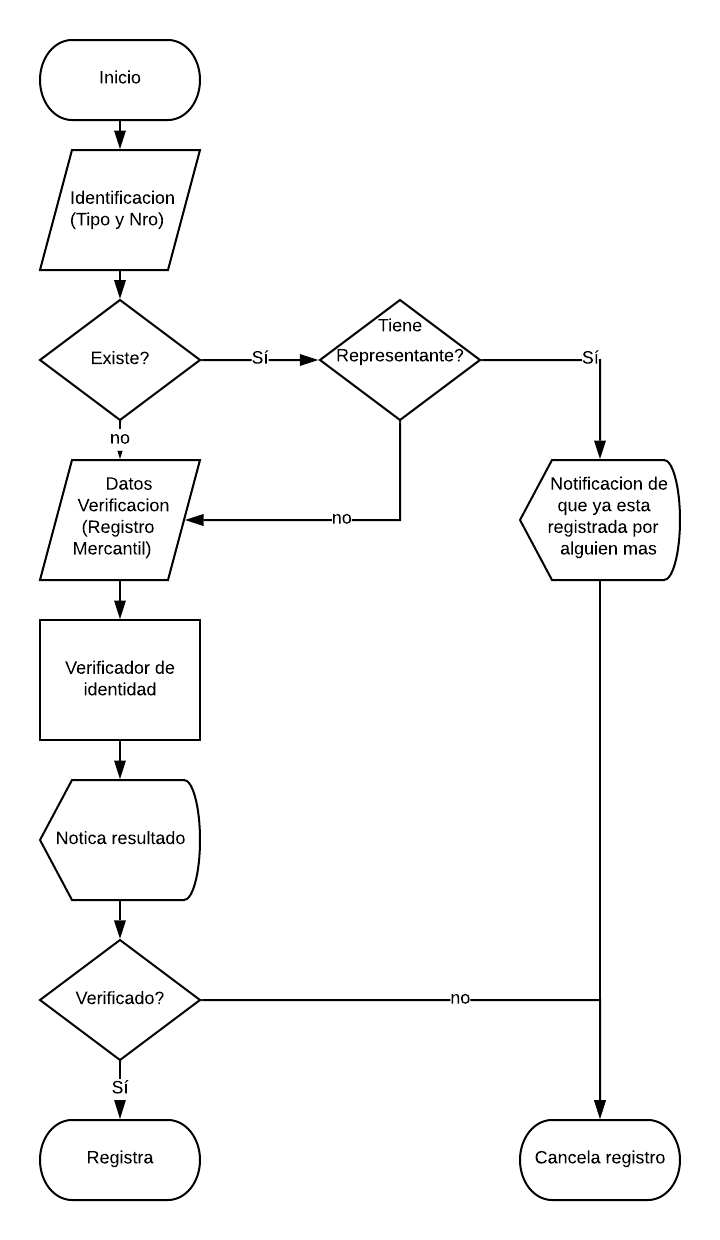 Inicio
Identificacion
(Tipo y Nro)
Existe?
Sí
Tiene
Representante?
Sí
no
Datos
Verificacion
(Registro
Mercantil)
no
Notificacion de
que ya esta
registrada por
alguien mas
Verificador de
identidad
Notica resultado
Verificado?
no
Sí
Registra
Cancela registro